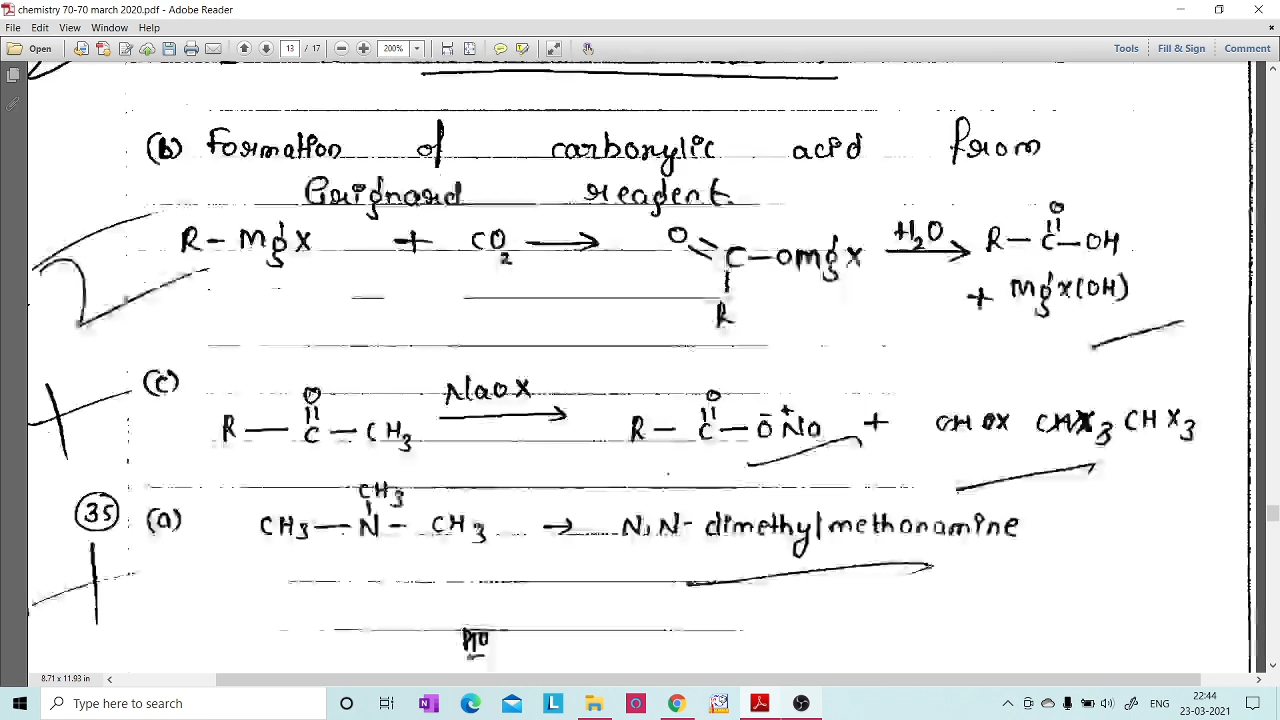 chemistry 70-70 march 2020.pdf - Adobe Reader
File Edit View Window Help
Open 13 / 17 200% Tools Fill & Sign Comment
(b) Formation of carboxylic acid from
Grignard reagent.
R - MgX + CO2 → O=C(R)-OMgX H2O → R-C(=O)-OH
+ MgX(OH)
(c)
R-C(=O)-CH3 NaOX → R-C(=O)-O⁻Na⁺ + CHX3
35 (a) CH3-N(CH3)-CH3 → N,N-dimethylmethanamine
8.71 x 11.93 in
Type here to search ENG 22:44
23-03-2021